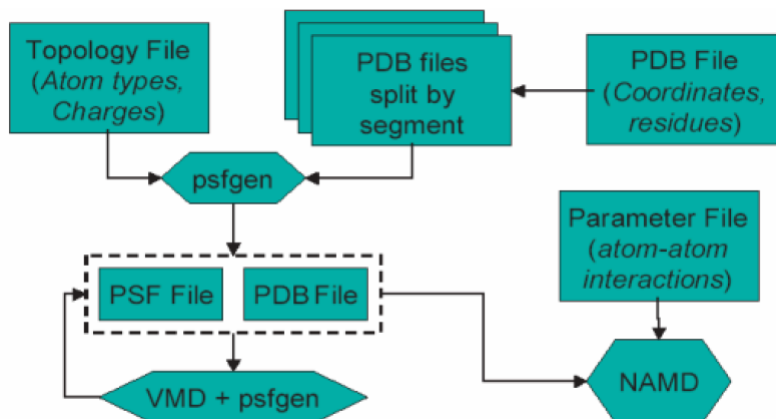 Topology File
(Atom types,
Charges)
PDB files
split by
segment
PDB File
(Coordinates,
residues)
psfgen
Parameter File
(atom-atom
interactions)
PSF File
PDB File
VMD + psfgen
NAMD